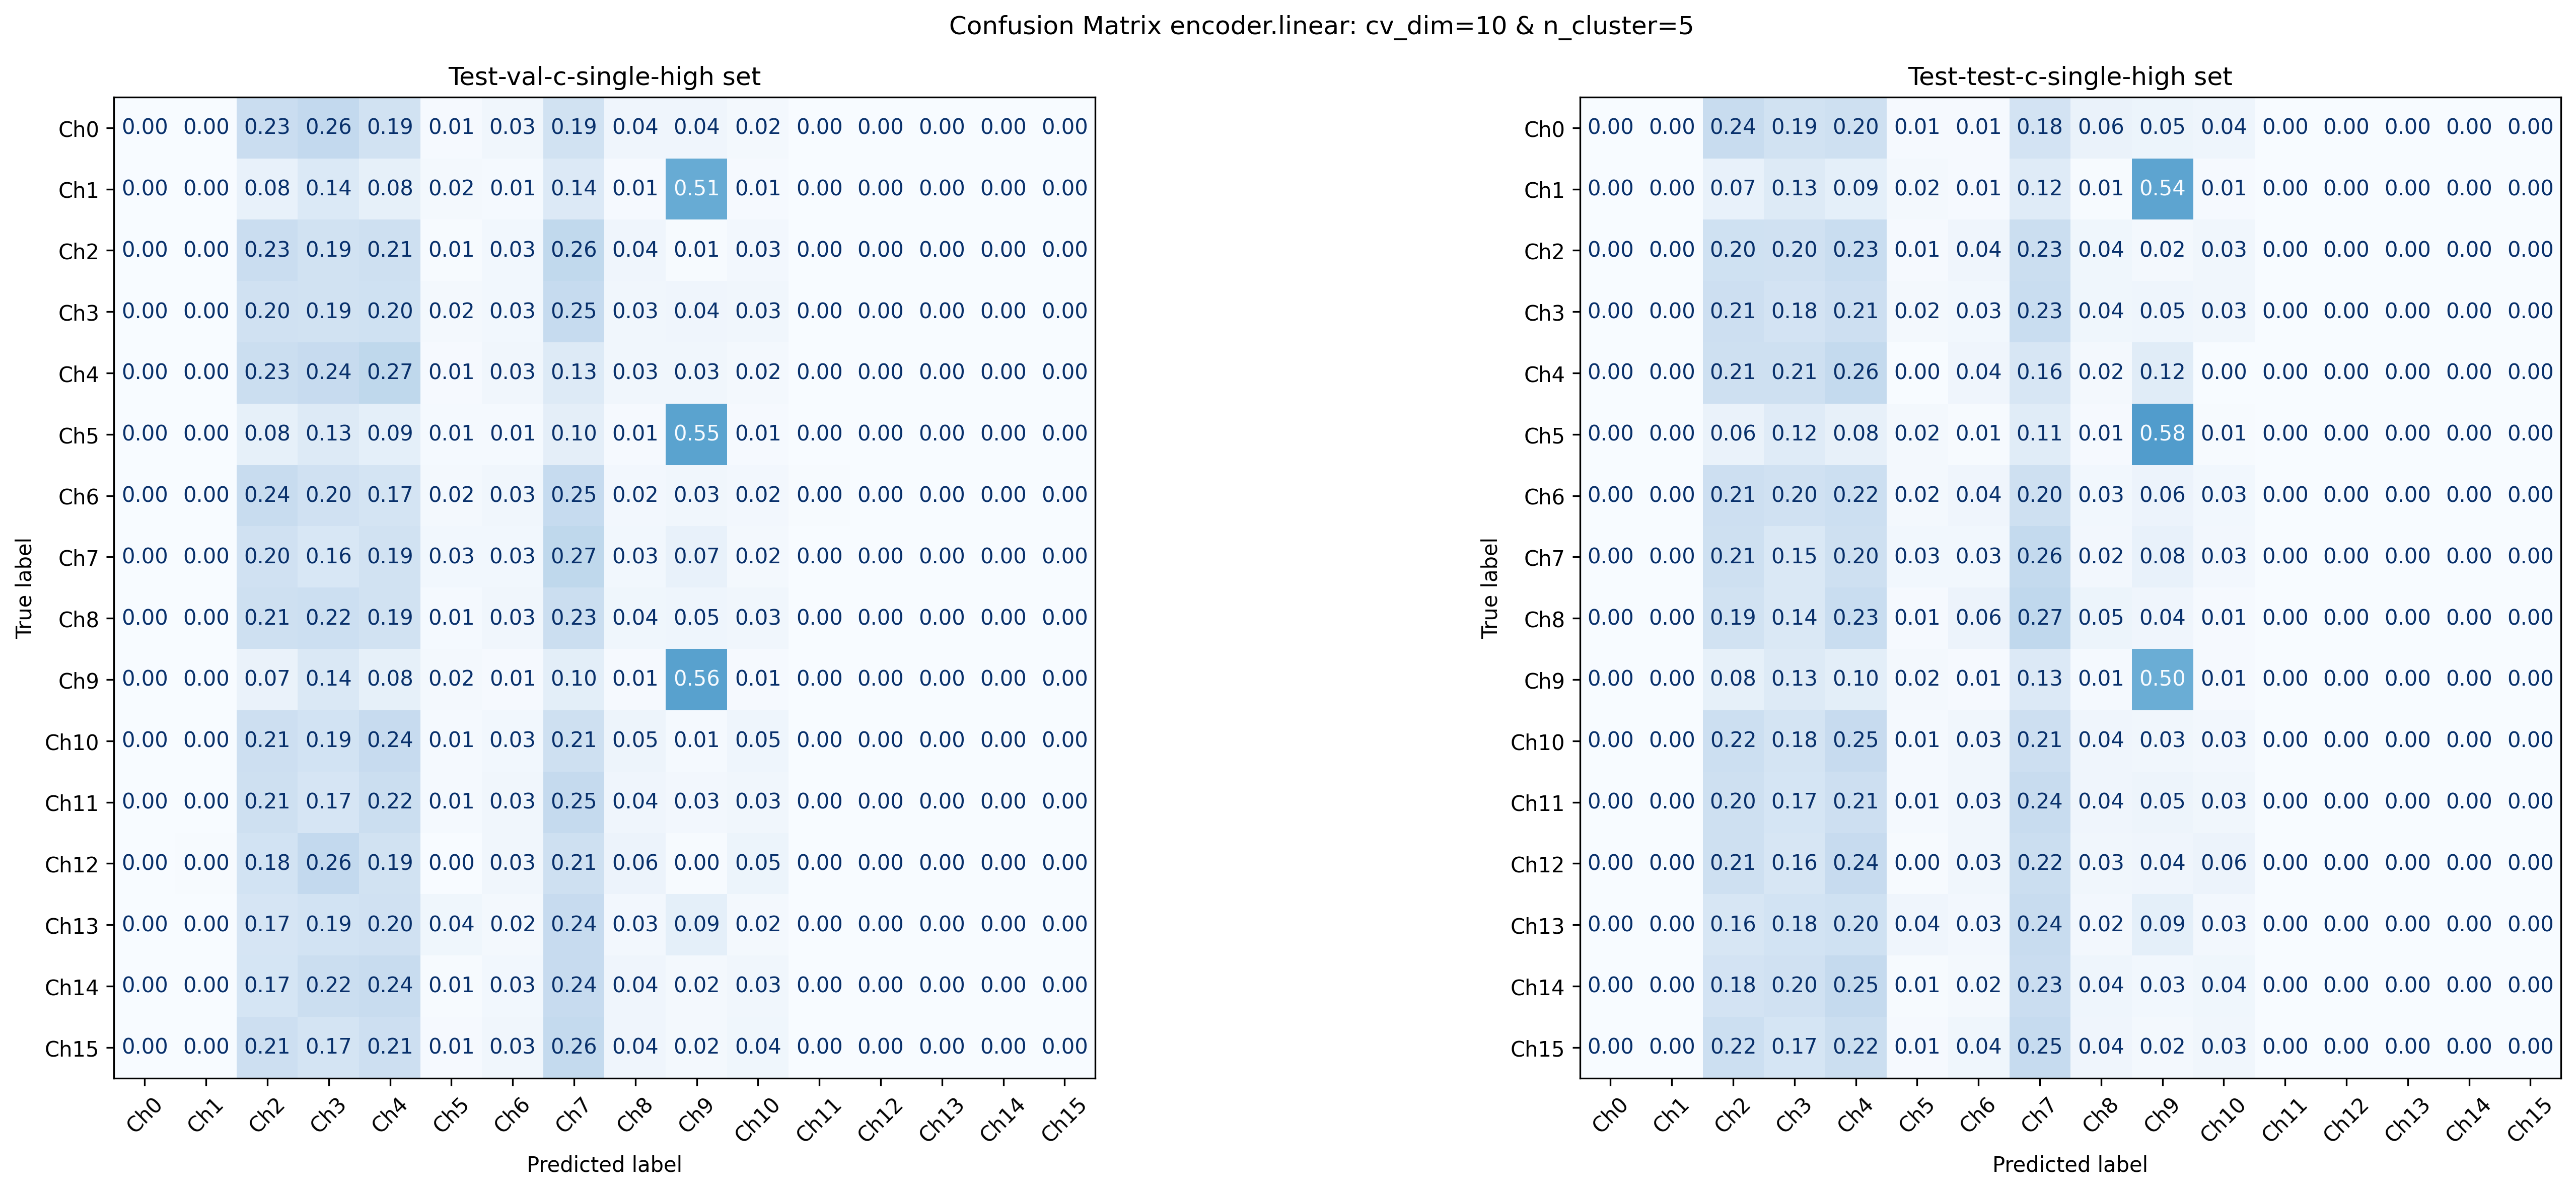 Confusion Matrix encoder.linear: cv_dim=10 & n_cluster=5
Test-val-c-single-high set
True label
Ch0 0.00 0.00 0.23 0.26 0.19 0.01 0.03 0.19 0.04 0.04 0.02 0.00 0.00 0.00 0.00 0.00
Ch1 0.00 0.00 0.08 0.14 0.08 0.02 0.01 0.14 0.01 0.51 0.01 0.00 0.00 0.00 0.00 0.00
Ch2 0.00 0.00 0.23 0.19 0.21 0.01 0.03 0.26 0.04 0.01 0.03 0.00 0.00 0.00 0.00 0.00
Ch3 0.00 0.00 0.20 0.19 0.20 0.02 0.03 0.25 0.03 0.04 0.03 0.00 0.00 0.00 0.00 0.00
Ch4 0.00 0.00 0.23 0.24 0.27 0.01 0.03 0.13 0.03 0.03 0.02 0.00 0.00 0.00 0.00 0.00
Ch5 0.00 0.00 0.08 0.13 0.09 0.01 0.01 0.10 0.01 0.55 0.01 0.00 0.00 0.00 0.00 0.00
Ch6 0.00 0.00 0.24 0.20 0.17 0.02 0.03 0.25 0.02 0.03 0.02 0.00 0.00 0.00 0.00 0.00
Ch7 0.00 0.00 0.20 0.16 0.19 0.03 0.03 0.27 0.03 0.07 0.02 0.00 0.00 0.00 0.00 0.00
Ch8 0.00 0.00 0.21 0.22 0.19 0.01 0.03 0.23 0.04 0.05 0.03 0.00 0.00 0.00 0.00 0.00
Ch9 0.00 0.00 0.07 0.14 0.08 0.02 0.01 0.10 0.01 0.56 0.01 0.00 0.00 0.00 0.00 0.00
Ch10 0.00 0.00 0.21 0.19 0.24 0.01 0.03 0.21 0.05 0.01 0.05 0.00 0.00 0.00 0.00 0.00
Ch11 0.00 0.00 0.21 0.17 0.22 0.01 0.03 0.25 0.04 0.03 0.03 0.00 0.00 0.00 0.00 0.00
Ch12 0.00 0.00 0.18 0.26 0.19 0.00 0.03 0.21 0.06 0.00 0.05 0.00 0.00 0.00 0.00 0.00
Ch13 0.00 0.00 0.17 0.19 0.20 0.04 0.02 0.24 0.03 0.09 0.02 0.00 0.00 0.00 0.00 0.00
Ch14 0.00 0.00 0.17 0.22 0.24 0.01 0.03 0.24 0.04 0.02 0.03 0.00 0.00 0.00 0.00 0.00
Ch15 0.00 0.00 0.21 0.17 0.21 0.01 0.03 0.26 0.04 0.02 0.04 0.00 0.00 0.00 0.00 0.00
Ch0 Ch1 Ch2 Ch3 Ch4 Ch5 Ch6 Ch7 Ch8 Ch9 Ch10 Ch11 Ch12 Ch13 Ch14 Ch15
Predicted label
Test-test-c-single-high set
True label
Ch0 0.00 0.00 0.24 0.19 0.20 0.01 0.01 0.18 0.06 0.05 0.04 0.00 0.00 0.00 0.00 0.00
Ch1 0.00 0.00 0.07 0.13 0.09 0.02 0.01 0.12 0.01 0.54 0.01 0.00 0.00 0.00 0.00 0.00
Ch2 0.00 0.00 0.20 0.20 0.23 0.01 0.04 0.23 0.04 0.02 0.03 0.00 0.00 0.00 0.00 0.00
Ch3 0.00 0.00 0.21 0.18 0.21 0.02 0.03 0.23 0.04 0.05 0.03 0.00 0.00 0.00 0.00 0.00
Ch4 0.00 0.00 0.21 0.21 0.26 0.00 0.04 0.16 0.02 0.12 0.00 0.00 0.00 0.00 0.00 0.00
Ch5 0.00 0.00 0.06 0.12 0.08 0.02 0.01 0.11 0.01 0.58 0.01 0.00 0.00 0.00 0.00 0.00
Ch6 0.00 0.00 0.21 0.20 0.22 0.02 0.04 0.20 0.03 0.06 0.03 0.00 0.00 0.00 0.00 0.00
Ch7 0.00 0.00 0.21 0.15 0.20 0.03 0.03 0.26 0.02 0.08 0.03 0.00 0.00 0.00 0.00 0.00
Ch8 0.00 0.00 0.19 0.14 0.23 0.01 0.06 0.27 0.05 0.04 0.01 0.00 0.00 0.00 0.00 0.00
Ch9 0.00 0.00 0.08 0.13 0.10 0.02 0.01 0.13 0.01 0.50 0.01 0.00 0.00 0.00 0.00 0.00
Ch10 0.00 0.00 0.22 0.18 0.25 0.01 0.03 0.21 0.04 0.03 0.03 0.00 0.00 0.00 0.00 0.00
Ch11 0.00 0.00 0.20 0.17 0.21 0.01 0.03 0.24 0.04 0.05 0.03 0.00 0.00 0.00 0.00 0.00
Ch12 0.00 0.00 0.21 0.16 0.24 0.00 0.03 0.22 0.03 0.04 0.06 0.00 0.00 0.00 0.00 0.00
Ch13 0.00 0.00 0.16 0.18 0.20 0.04 0.03 0.24 0.02 0.09 0.03 0.00 0.00 0.00 0.00 0.00
Ch14 0.00 0.00 0.18 0.20 0.25 0.01 0.02 0.23 0.04 0.03 0.04 0.00 0.00 0.00 0.00 0.00
Ch15 0.00 0.00 0.22 0.17 0.22 0.01 0.04 0.25 0.04 0.02 0.03 0.00 0.00 0.00 0.00 0.00
Ch0 Ch1 Ch2 Ch3 Ch4 Ch5 Ch6 Ch7 Ch8 Ch9 Ch10 Ch11 Ch12 Ch13 Ch14 Ch15
Predicted label